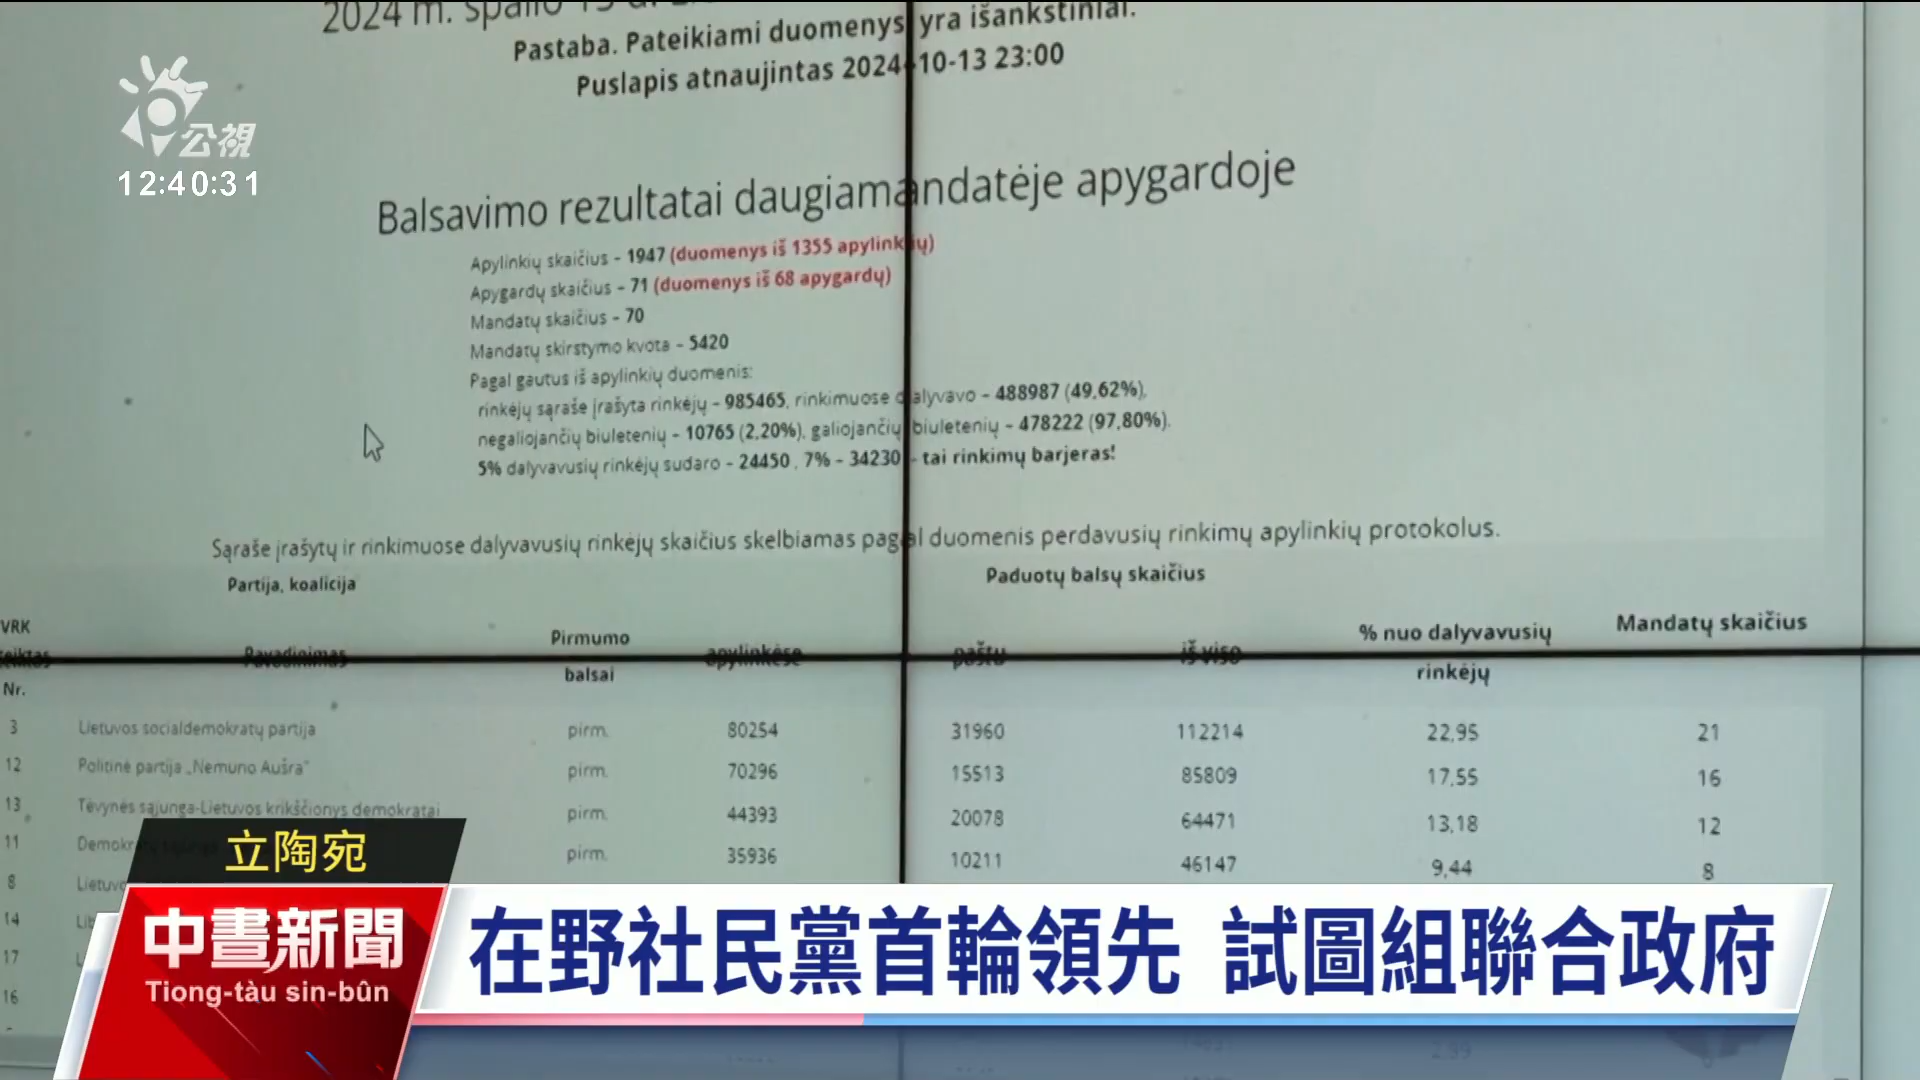 2024 m. spalio 13 d.
Pastaba. Pateikiami duomenys yra išankstiniai.
Puslapis atnaujintas 2024-10-13 23:00
公視
12:40:31
Balsavimo rezultatai daugiamandatėje apygardoje
Apylinkių skaičius - 1947 (duomenys iš 1355 apylinkių)
Apygardų skaičius - 71 (duomenys iš 68 apygardų)
Mandatų skaičius - 70
Mandatų skirstymo kvota - 5420
Pagal gautus iš apylinkių duomenis:
rinkėjų sąraše įrašyta rinkėjų - 985465, rinkimuose dalyvavo - 488987 (49,62%),
negaliojančių biuletenių - 10765 (2,20%), galiojančių biuletenių - 478222 (97,80%).
5% dalyvavusių rinkėjų sudaro - 24450 , 7% - 34230 - tai rinkimų barjeras!
Sąraše įrašytų ir rinkimuose dalyvavusių rinkėjų skaičius skelbiamas pagal duomenis perdavusių rinkimų apylinkių protokolus.
Partija, koalicija Paduotų balsų skaičius
VRK
Nr.
Pavadinimas
Pirmumo
balsai
apylinkėse
paštu
iš viso
% nuo dalyvavusių
rinkėjų
Mandatų skaičius
3 Lietuvos socialdemokratų partija pirm. 80254 31960 112214 22,95 21
12 Politinė partija „Nemuno Aušra" pirm. 70296 15513 85809 17,55 16
13 Tėvynės sąjunga-Lietuvos krikščionys demokratai pirm. 44393 20078 64471 13,18 12
11 Demokr pirm. 35936 10211 46147 9,44 8
8 Lietuvo
14 Lib
17 L
16
立陶宛
中晝新聞
Tiong-tàu sin-bûn
在野社民黨首輪領先 試圖組聯合政府